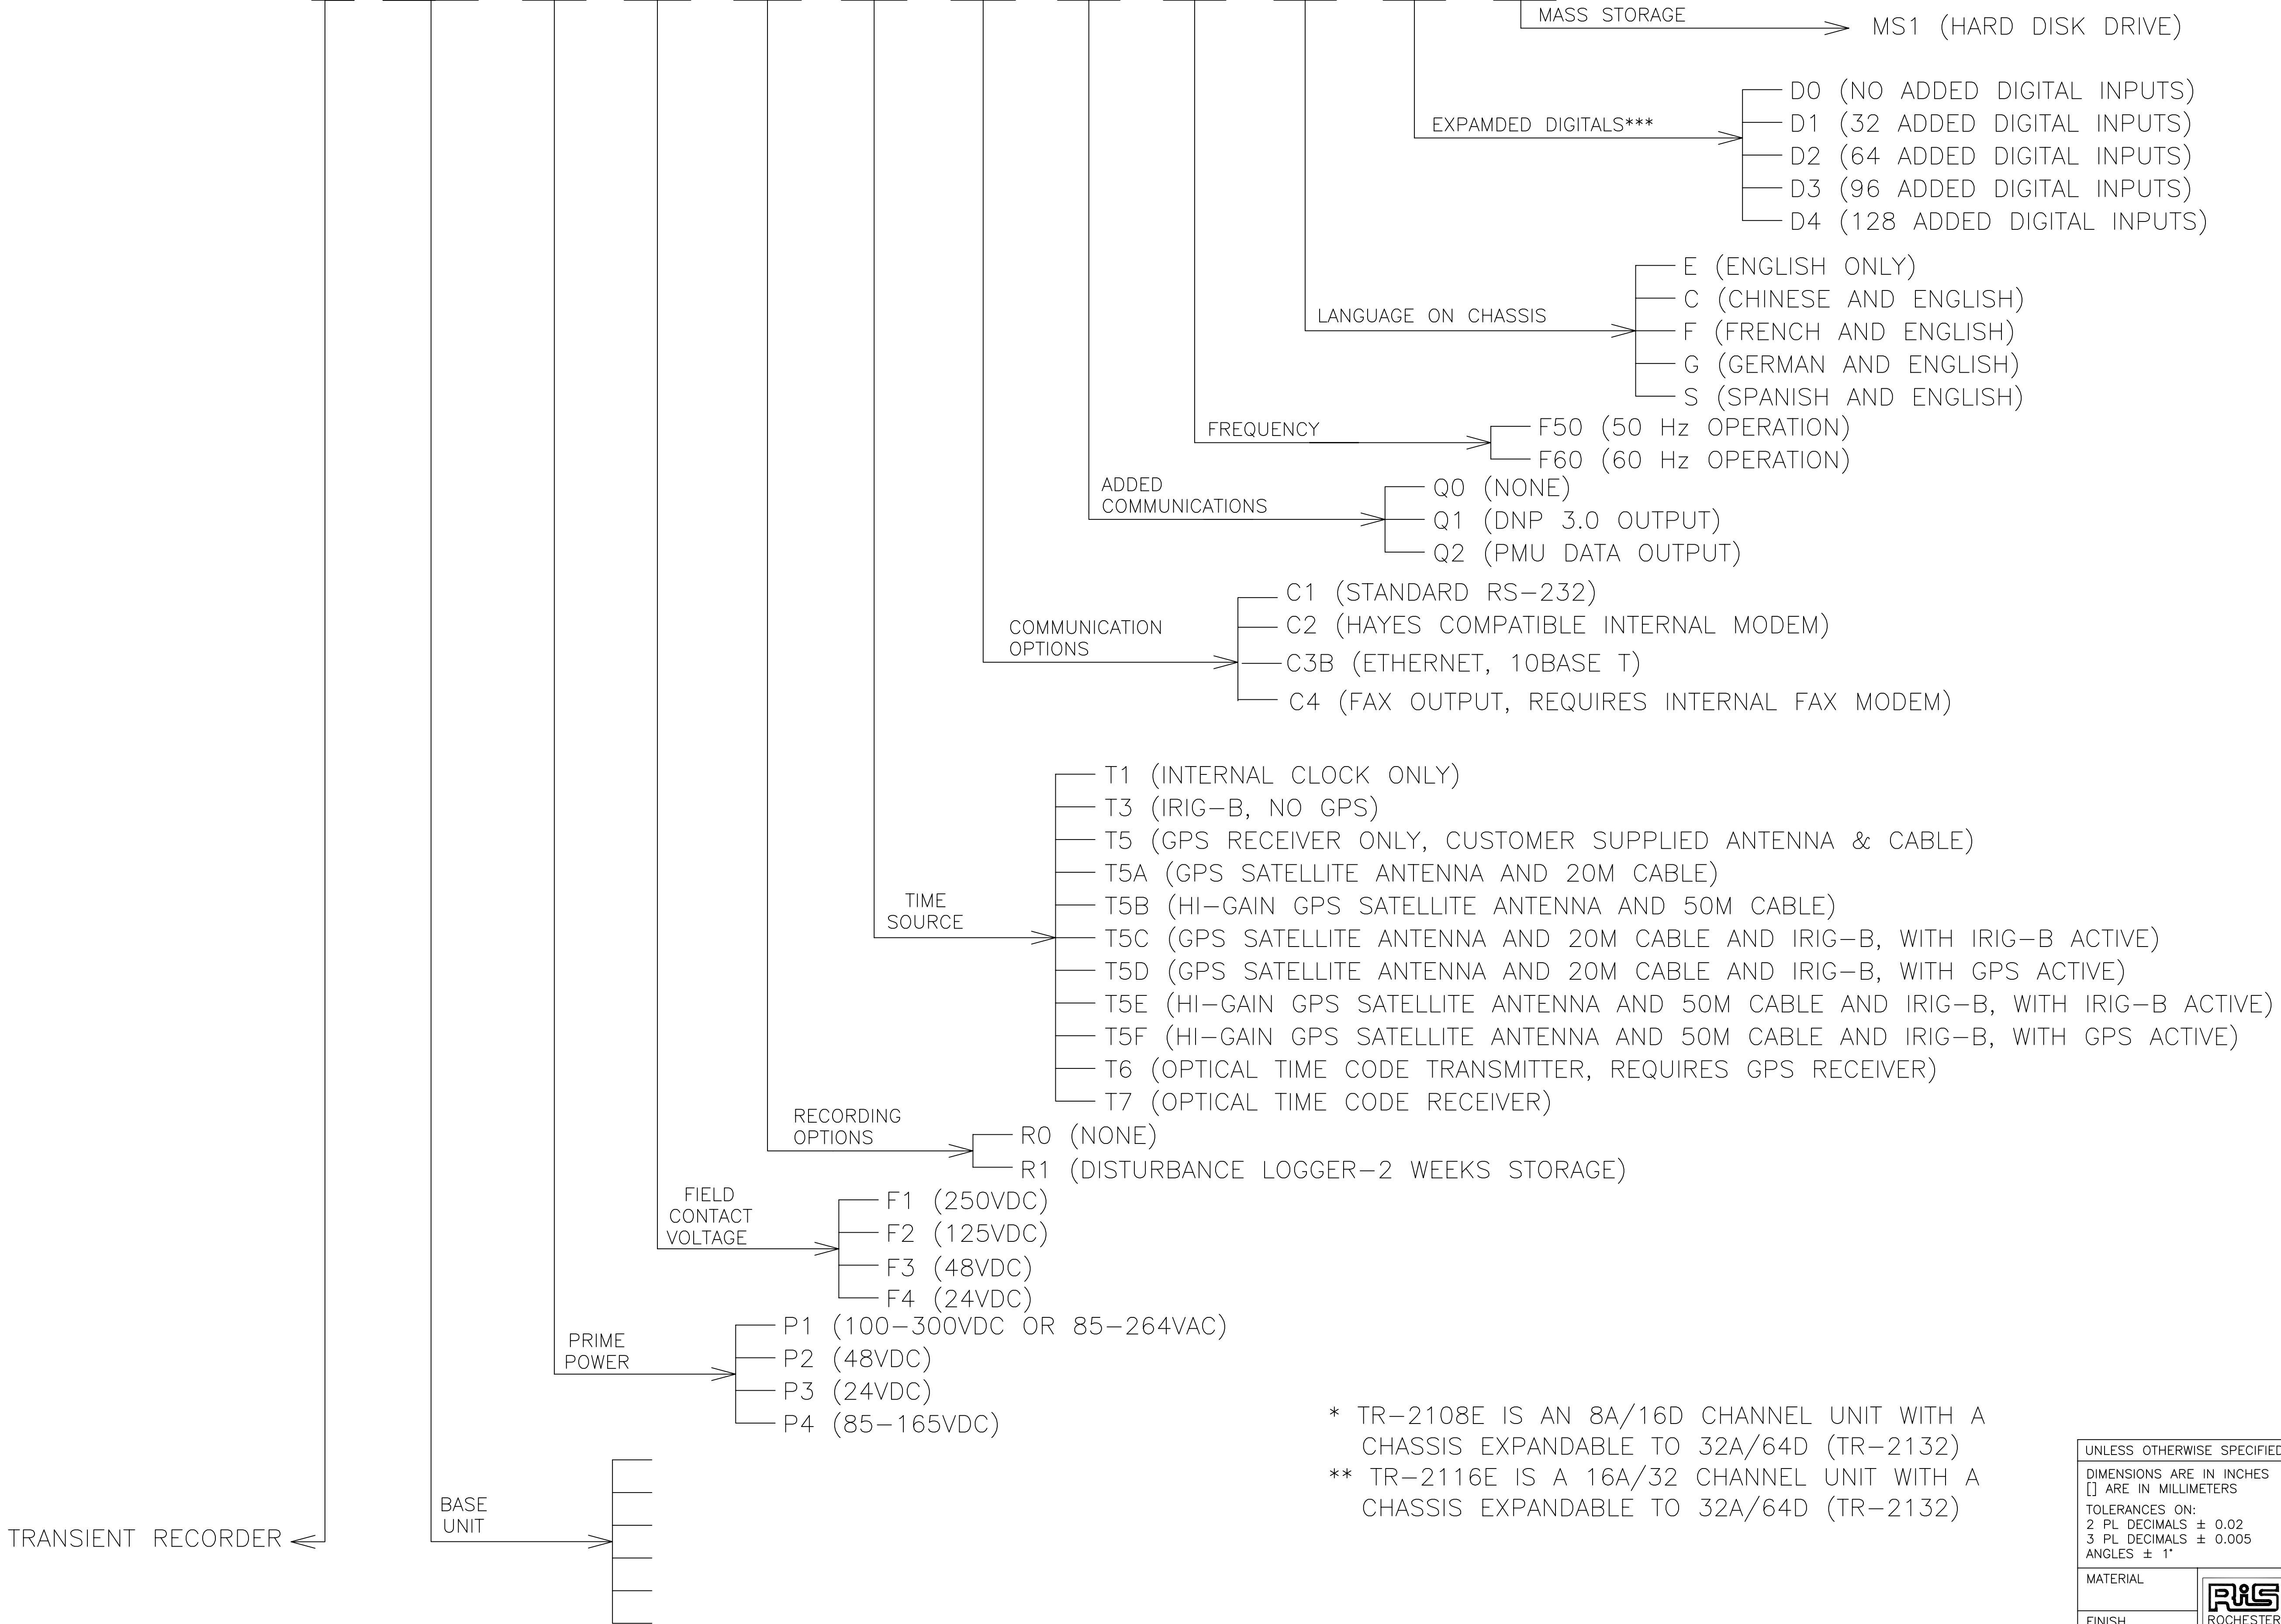 MASS STORAGE
MS1 (HARD DISK DRIVE)
D0 (NO ADDED DIGITAL INPUTS)
D1 (32 ADDED DIGITAL INPUTS)
EXPAMDED DIGITALS***
D2 (64 ADDED DIGITAL INPUTS)
D3 (96 ADDED DIGITAL INPUTS)
D4 (128 ADDED DIGITAL INPUTS)
E (ENGLISH ONLY)
C (CHINESE AND ENGLISH)
LANGUAGE ON CHASSIS
F (FRENCH AND ENGLISH)
G (GERMAN AND ENGLISH)
S (SPANISH AND ENGLISH)
FREQUENCY
F50 (50 Hz OPERATION)
F60 (60 Hz OPERATION)
ADDED
COMMUNICATIONS
Q0 (NONE)
Q1 (DNP 3.0 OUTPUT)
Q2 (PMU DATA OUTPUT)
COMMUNICATION
OPTIONS
C1 (STANDARD RS-232)
C2 (HAYES COMPATIBLE INTERNAL MODEM)
C3B (ETHERNET, 10BASE T)
C4 (FAX OUTPUT, REQUIRES INTERNAL FAX MODEM)
TIME
SOURCE
T1 (INTERNAL CLOCK ONLY)
T3 (IRIG-B, NO GPS)
T5 (GPS RECEIVER ONLY, CUSTOMER SUPPLIED ANTENNA & CABLE)
T5A (GPS SATELLITE ANTENNA AND 20M CABLE)
T5B (HI-GAIN GPS SATELLITE ANTENNA AND 50M CABLE)
T5C (GPS SATELLITE ANTENNA AND 20M CABLE AND IRIG-B, WITH IRIG-B ACTIVE)
T5D (GPS SATELLITE ANTENNA AND 20M CABLE AND IRIG-B, WITH GPS ACTIVE)
T5E (HI-GAIN GPS SATELLITE ANTENNA AND 50M CABLE AND IRIG-B, WITH IRIG-B ACTIVE)
T5F (HI-GAIN GPS SATELLITE ANTENNA AND 50M CABLE AND IRIG-B, WITH GPS ACTIVE)
T6 (OPTICAL TIME CODE TRANSMITTER, REQUIRES GPS RECEIVER)
T7 (OPTICAL TIME CODE RECEIVER)
RECORDING
OPTIONS
R0 (NONE)
R1 (DISTURBANCE LOGGER-2 WEEKS STORAGE)
FIELD
CONTACT
VOLTAGE
F1 (250VDC)
F2 (125VDC)
F3 (48VDC)
F4 (24VDC)
PRIME
POWER
P1 (100-300VDC OR 85-264VAC)
P2 (48VDC)
P3 (24VDC)
P4 (85-165VDC)
BASE
UNIT
TRANSIENT RECORDER
* TR-2108E IS AN 8A/16D CHANNEL UNIT WITH A
CHASSIS EXPANDABLE TO 32A/64D (TR-2132)
** TR-2116E IS A 16A/32 CHANNEL UNIT WITH A
CHASSIS EXPANDABLE TO 32A/64D (TR-2132)
UNLESS OTHERWISE SPECIFIED
DIMENSIONS ARE IN INCHES
[] ARE IN MILLIMETERS
TOLERANCES ON:
2 PL DECIMALS ± 0.02
3 PL DECIMALS ± 0.005
ANGLES ± 1°
MATERIAL
FINISH
RiS
ROCHESTER